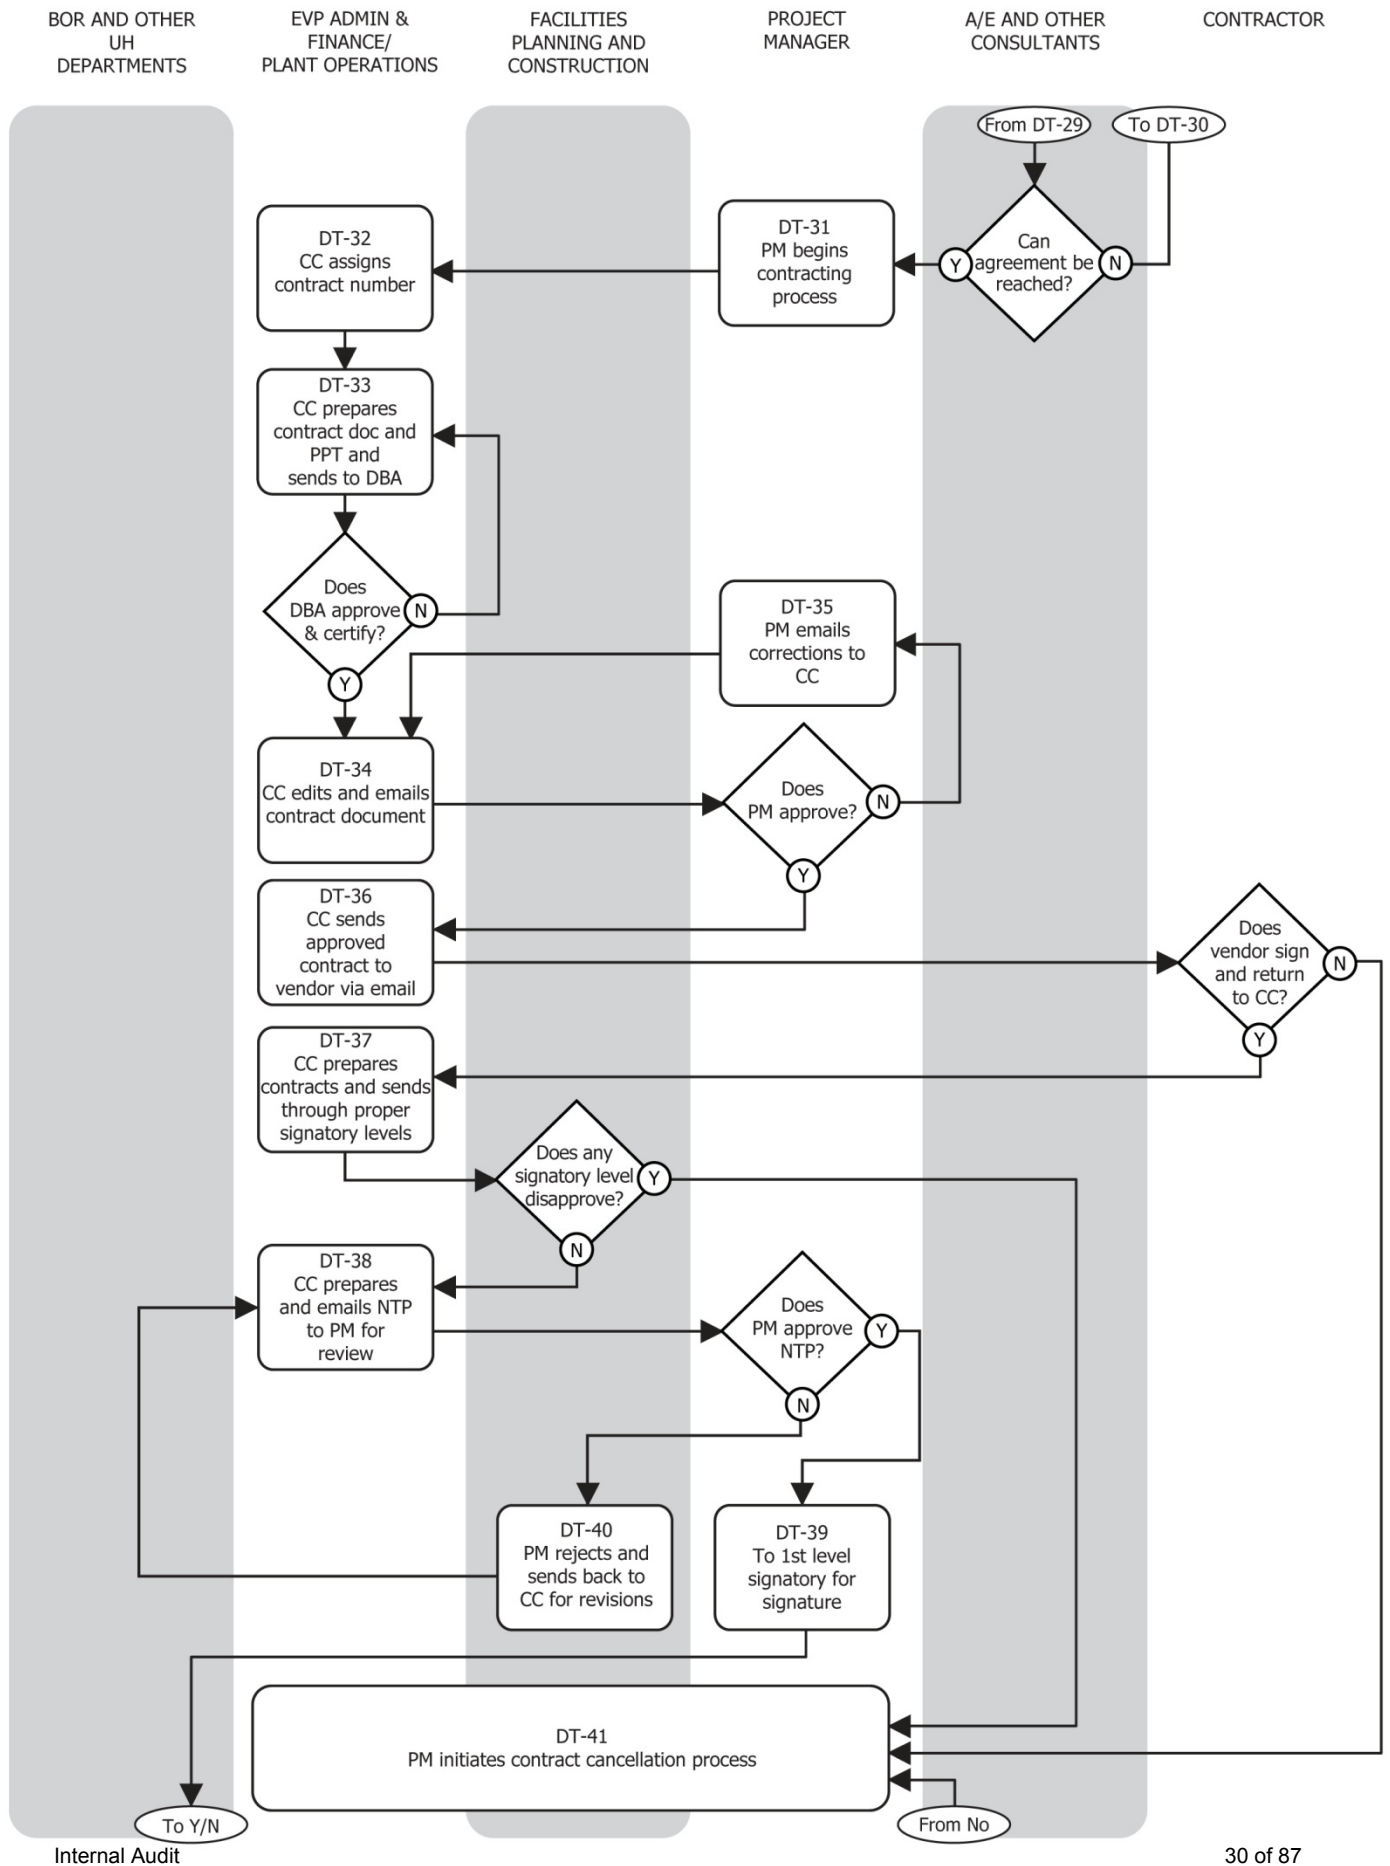 BOR AND OTHER
UH
DEPARTMENTS
EVP ADMIN &
FINANCE/
PLANT OPERATIONS
FACILITIES
PLANNING AND
CONSTRUCTION
PROJECT
MANAGER
A/E AND OTHER
CONSULTANTS
CONTRACTOR
From DT-29
To DT-30
Can
agreement be
reached?
Y
N
DT-31
PM begins
contracting
process
DT-32
CC assigns
contract number
DT-33
CC prepares
contract doc and
PPT and
sends to DBA
Does
DBA approve
& certify?
N
Y
DT-35
PM emails
corrections to
CC
DT-34
CC edits and emails
contract document
Does
PM approve?
N
Y
DT-36
CC sends
approved
contract to
vendor via email
Does
vendor sign
and return
to CC?
N
Y
DT-37
CC prepares
contracts and sends
through proper
signatory levels
Does any
signatory level
disapprove?
Y
N
DT-38
CC prepares
and emails NTP
to PM for
review
Does
PM approve
NTP?
Y
N
DT-40
PM rejects and
sends back to
CC for revisions
DT-39
To 1st level
signatory for
signature
DT-41
PM initiates contract cancellation process
To Y/N
From No
Internal Audit
30 of 87